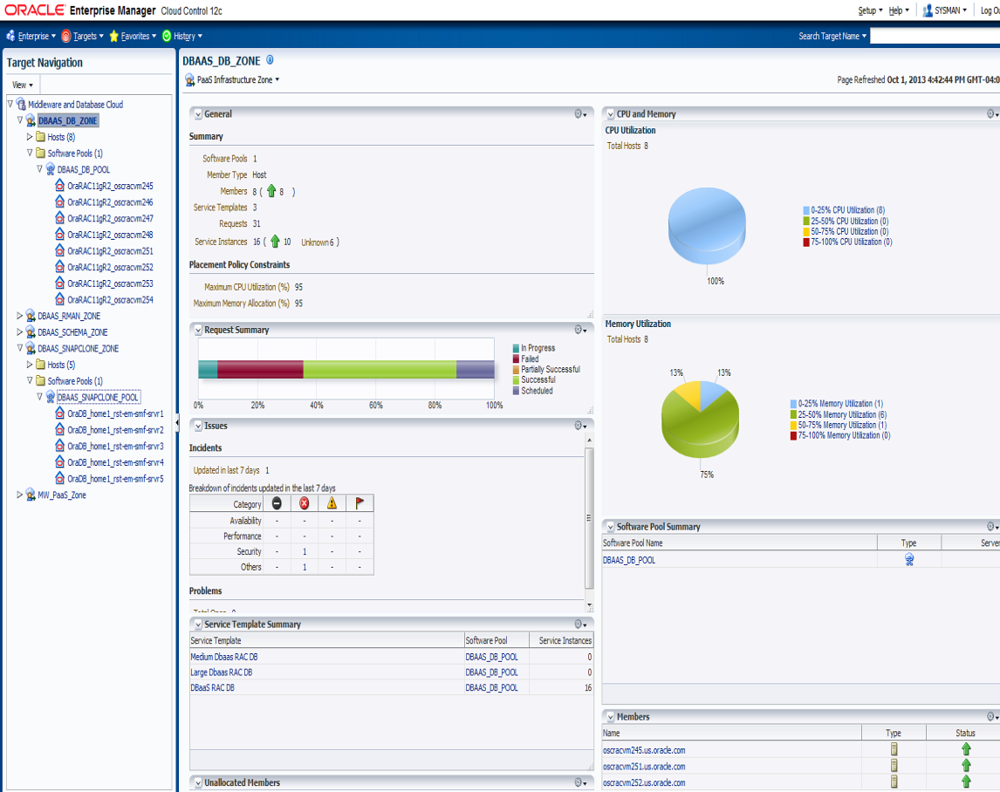 ORACLE Enterprise Manager Cloud Control 12c
Setup Help SYSMAN Log Ou
Enterprise Targets Favorites History
Search Target Name
Target Navigation
View
Middleware and Database Cloud
DBAAS_DB_ZONE
Hosts (8)
Software Pools (1)
DBAAS_DB_POOL
OraRAC11gR2_oscracvm245
OraRAC11gR2_oscracvm246
OraRAC11gR2_oscracvm247
OraRAC11gR2_oscracvm248
OraRAC11gR2_oscracvm251
OraRAC11gR2_oscracvm252
OraRAC11gR2_oscracvm253
OraRAC11gR2_oscracvm254
DBAAS_RMAN_ZONE
DBAAS_SCHEMA_ZONE
DBAAS_SNAPCLONE_ZONE
Hosts (5)
Software Pools (1)
DBAAS_SNAPCLONE_POOL
OraDB_home1_rst-em-smf-srvr1
OraDB_home1_rst-em-smf-srvr2
OraDB_home1_rst-em-smf-srvr3
OraDB_home1_rst-em-smf-srvr4
OraDB_home1_rst-em-smf-srvr5
MW_PaaS_Zone
DBAAS_DB_ZONE
PaaS Infrastructure Zone
Page Refreshed Oct 1, 2013 4:42:44 PM GMT-04:0
General
Summary
Software Pools 1
Member Type Host
Members 8 ( 8 )
Service Templates 3
Requests 31
Service Instances 16 ( 10 Unknown 6 )
Placement Policy Constraints
Maximum CPU Utilization (%) 95
Maximum Memory Allocation (%) 95
Request Summary
In Progress
Failed
Partially Successful
Successful
Scheduled
0% 20% 40% 60% 80% 100%
Issues
Incidents
Updated in last 7 days 1
Breakdown of incidents updated in the last 7 days
Category
Availability - - - -
Performance - - - -
Security - 1 - -
Others - 1 - -
Problems
Total Open 0
Service Template Summary
Service Template Software Pool Service Instances
Medium Dbaas RAC DB DBAAS_DB_POOL 0
Large Dbaas RAC DB DBAAS_DB_POOL 0
DBaaS RAC DB DBAAS_DB_POOL 16
Unallocated Members
CPU and Memory
CPU Utilization
Total Hosts 8
0-25% CPU Utilization (8)
25-50% CPU Utilization (0)
50-75% CPU Utilization (0)
75-100% CPU Utilization (0)
100%
Memory Utilization
Total Hosts 8
13% 13%
0-25% Memory Utilization (1)
25-50% Memory Utilization (6)
50-75% Memory Utilization (1)
75-100% Memory Utilization (0)
75%
Software Pool Summary
Software Pool Name Type Server
DBAAS_DB_POOL
Members
Name Type Status
oscracvm245.us.oracle.com
oscracvm251.us.oracle.com
oscracvm252.us.oracle.com